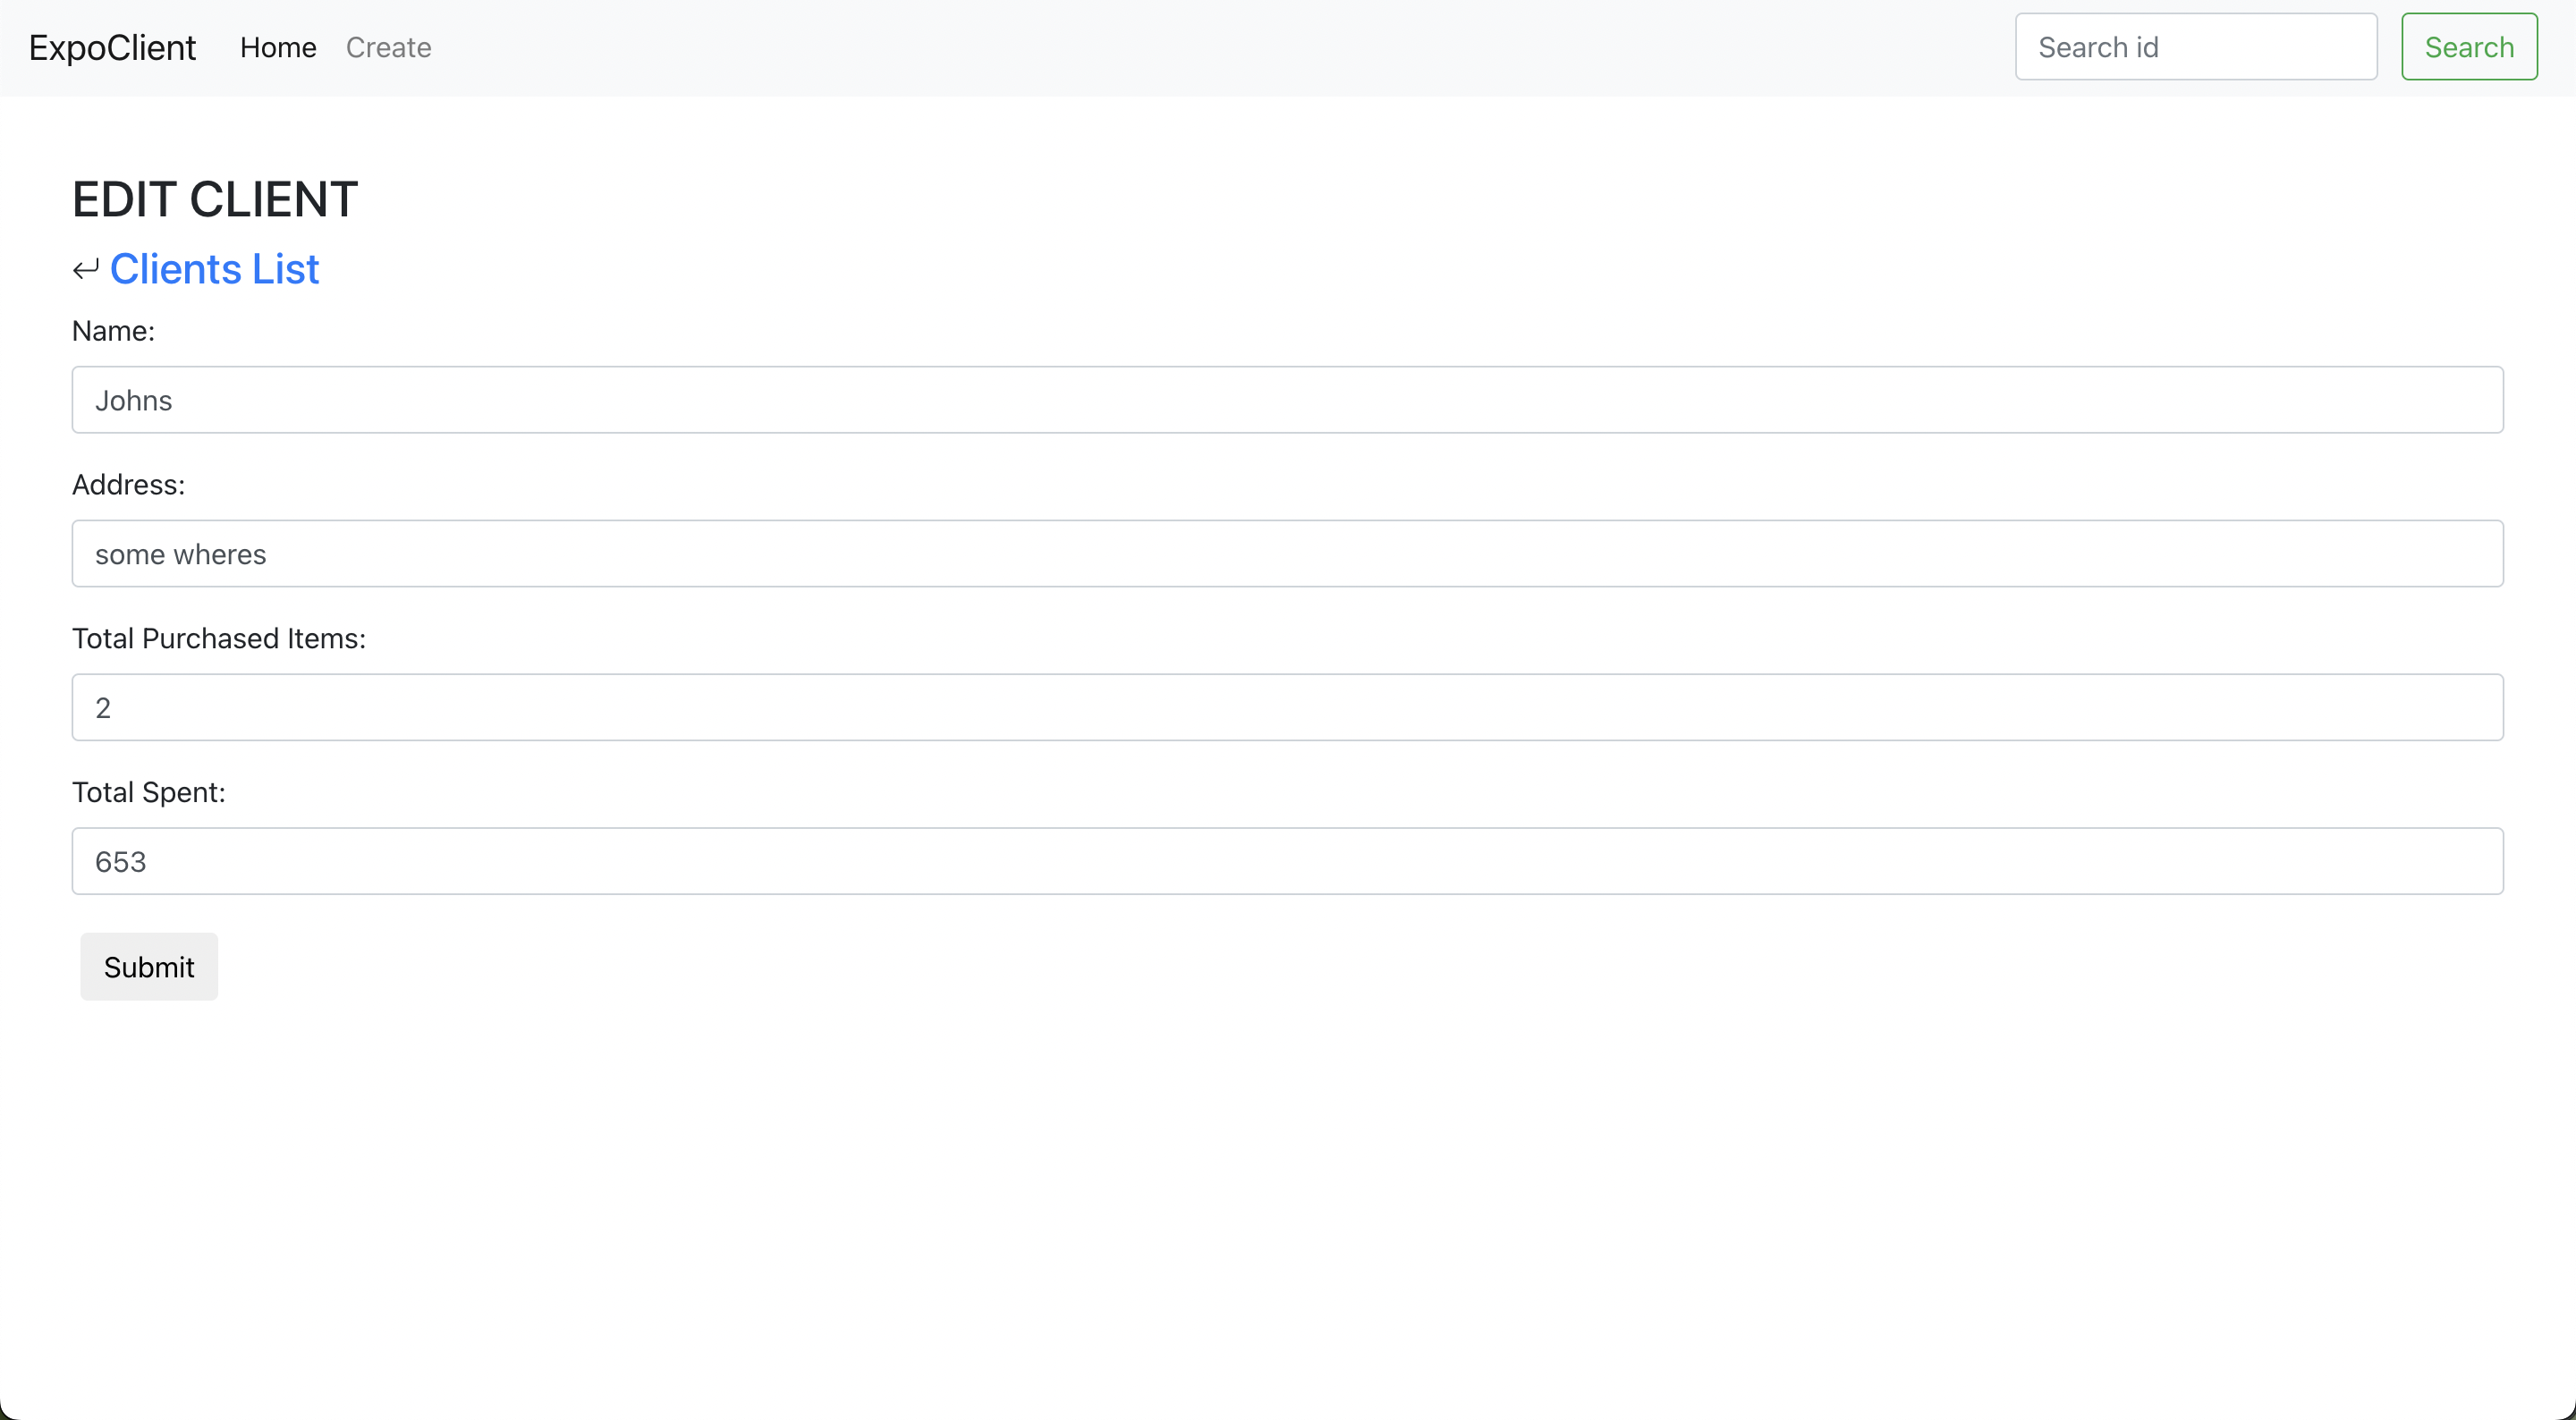 ExpoClient Home Create Search id Search
EDIT CLIENT
Clients List
Name:
Johns
Address:
some wheres
Total Purchased Items:
2
Total Spent:
653
Submit